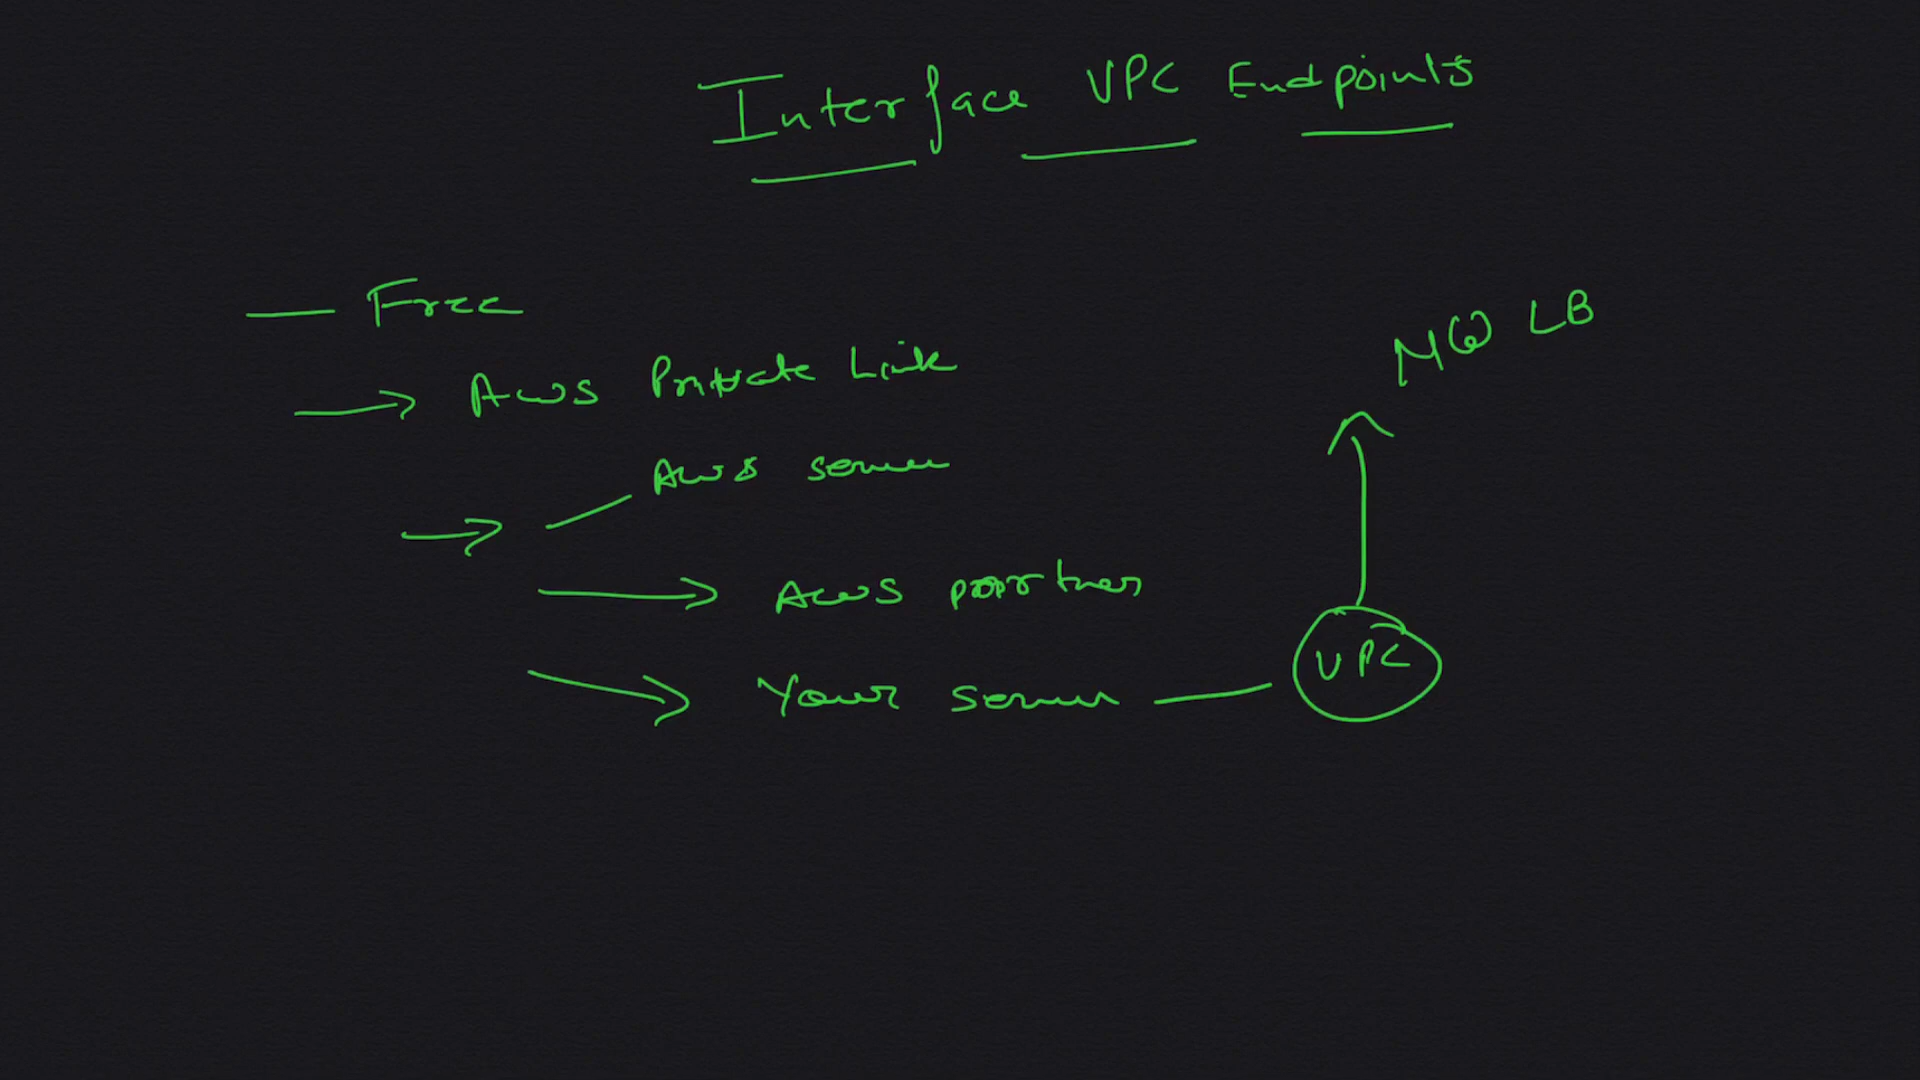 Interface VPC Endpoints
Free
AWS Private Link
AWS service
AWS partner
Your service
VPC
NW LB